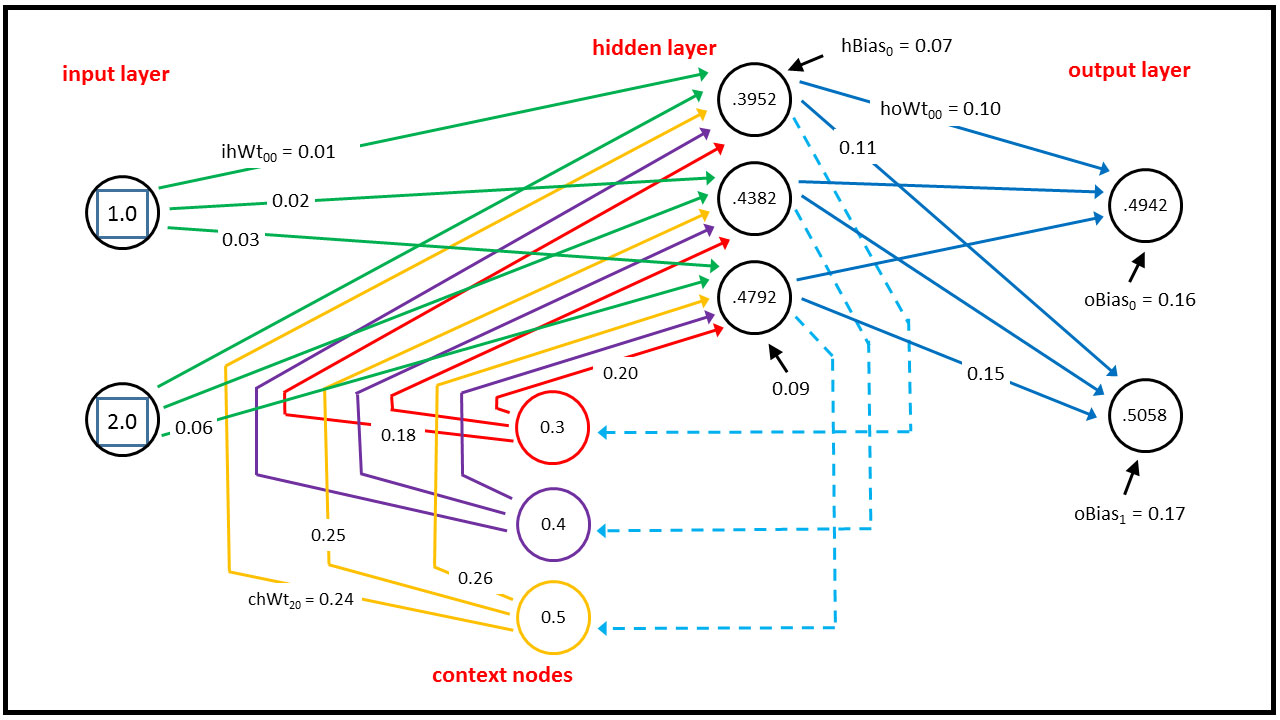 input layer
hidden layer
output layer
hBias0 = 0.07
.3952
hoWt00 = 0.10
ihWt00 = 0.01
0.11
1.0
0.02
.4382
.4942
0.03
.4792
oBias0 = 0.16
0.09
0.20
0.15
2.0
0.06
0.18
0.3
.5058
0.4
oBias1 = 0.17
0.25
0.26
chWt20 = 0.24
0.5
context nodes